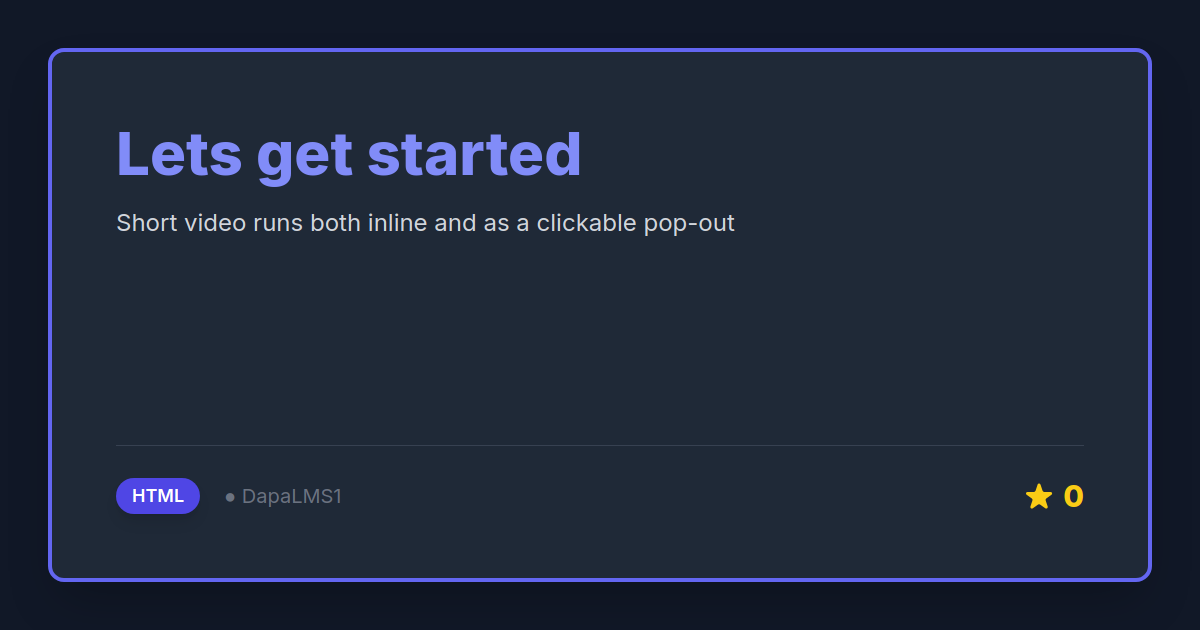 Lets get started
Short video runs both inline and as a clickable pop-out
HTML ● DapaLMS1 ★ 0